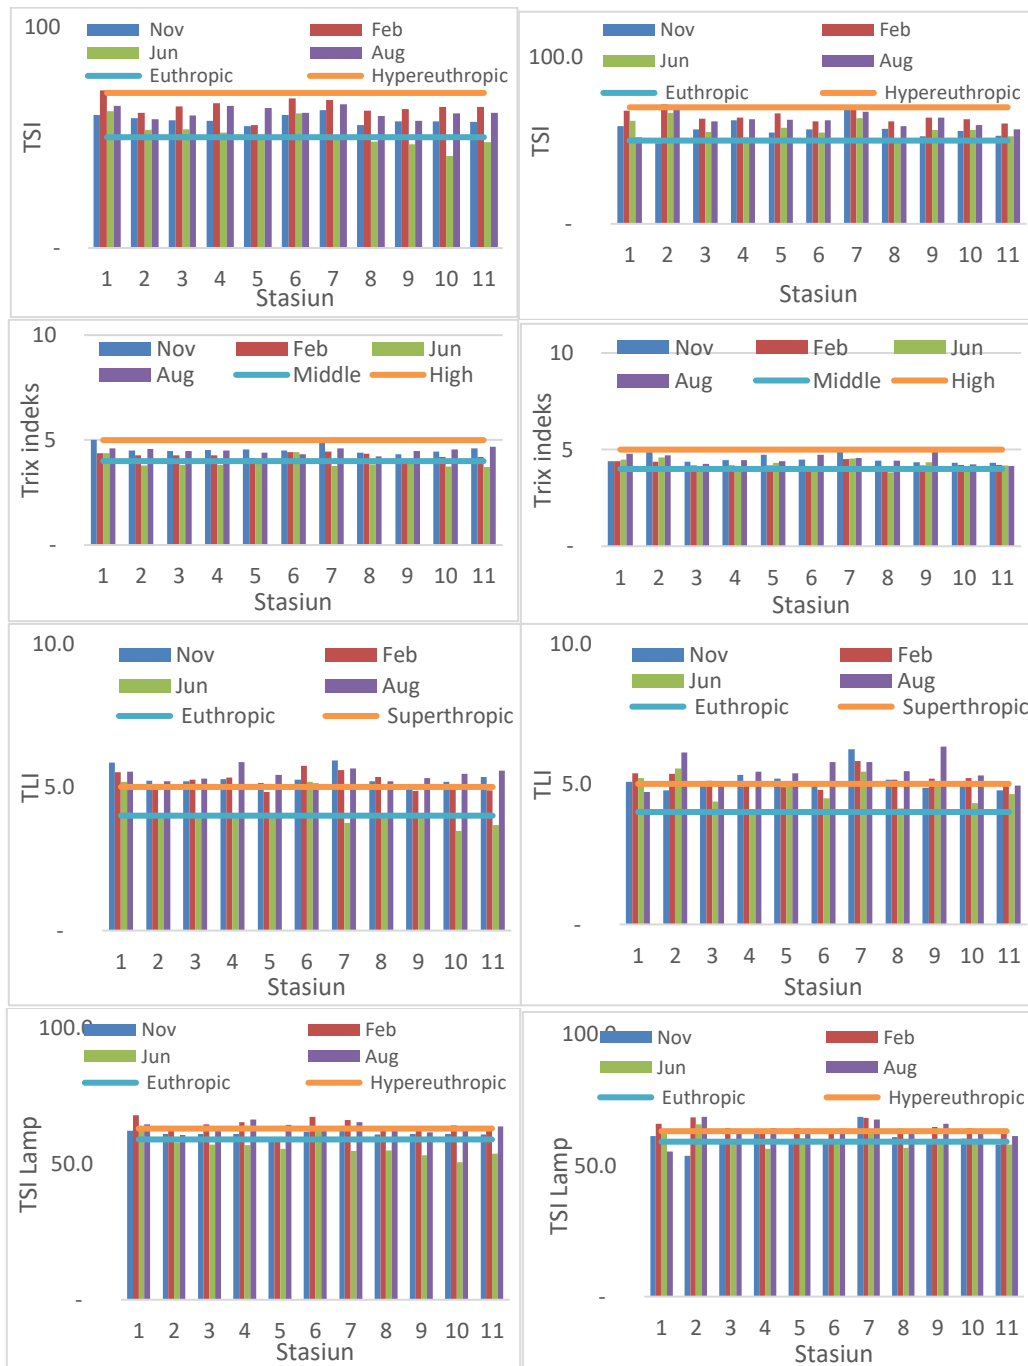 100
Nov Feb
Jun Aug
Euthropic Hypereuthropic
TSI
-
1 2 3 4 5 6 7 8 9 10 11
Stasiun
Nov Feb
100.0
Jun Aug
Euthropic Hypereuthropic
TSI
-
1 2 3 4 5 6 7 8 9 10 11
Stasiun
10
Nov Feb Jun
Aug Middle High
5
Trix indeks
-
1 2 3 4 5 6 7 8 9 10 11
Stasiun
10
Nov Feb Jun
Aug Middle High
5
Trix indeks
-
1 2 3 4 5 6 7 8 9 10 11
Stasiun
10.0
Nov Feb
Jun Aug
Euthropic Superthropic
5.0
TLI
-
1 2 3 4 5 6 7 8 9 10 11
Stasiun
10.0
Nov Feb
Jun Aug
Euthropic Superthropic
5.0
TLI
-
1 2 3 4 5 6 7 8 9 10 11
Stasiun
100.0
Nov Feb
Jun Aug
Euthropic Hypereuthropic
TSI Lamp
50.0
-
1 2 3 4 5 6 7 8 9 10 11
Stasiun
100.0
Nov Feb
Jun Aug
Euthropic Hypereuthropic
TSI Lamp
50.0
-
1 2 3 4 5 6 7 8 9 10 11
Stasiun